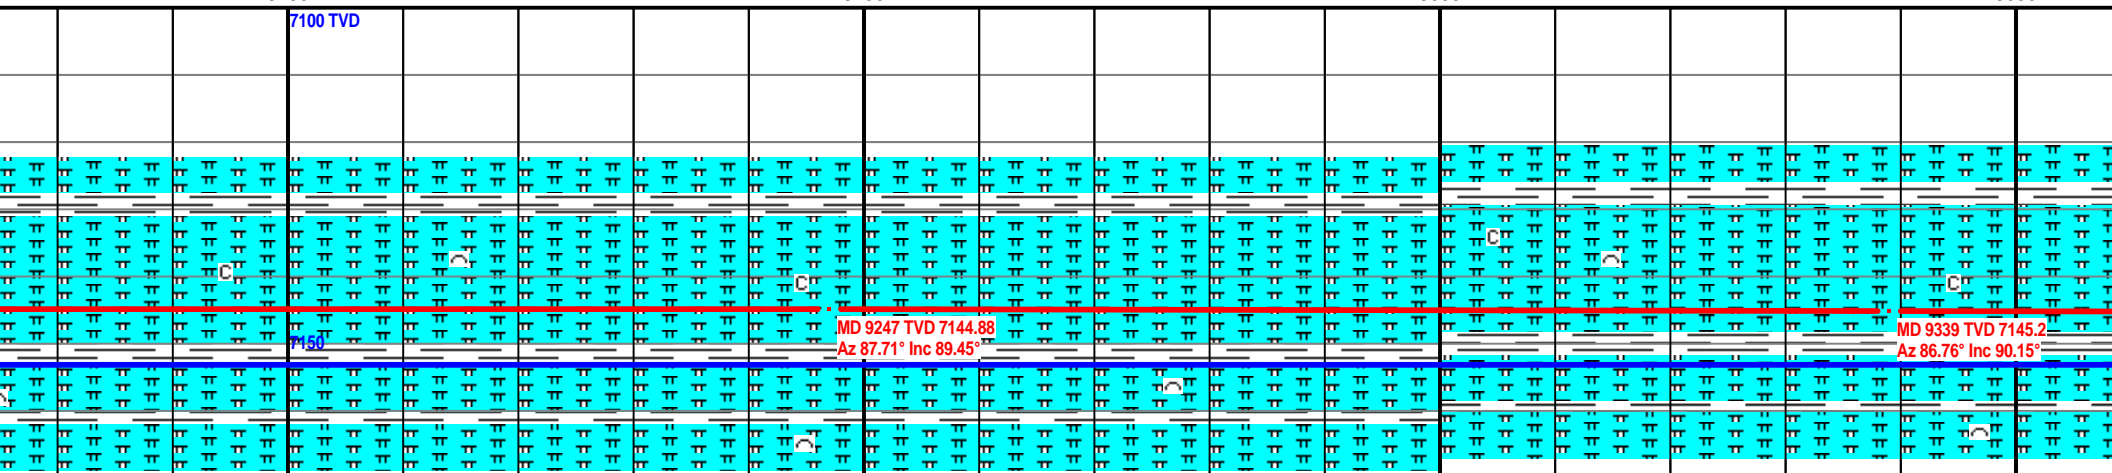 7100 TVD
C
C
C
C
7150
MD 9247 TVD 7144.88
Az 87.71° Inc 89.45°
MD 9339 TVD 7145.2
Az 86.76° Inc 90.15°